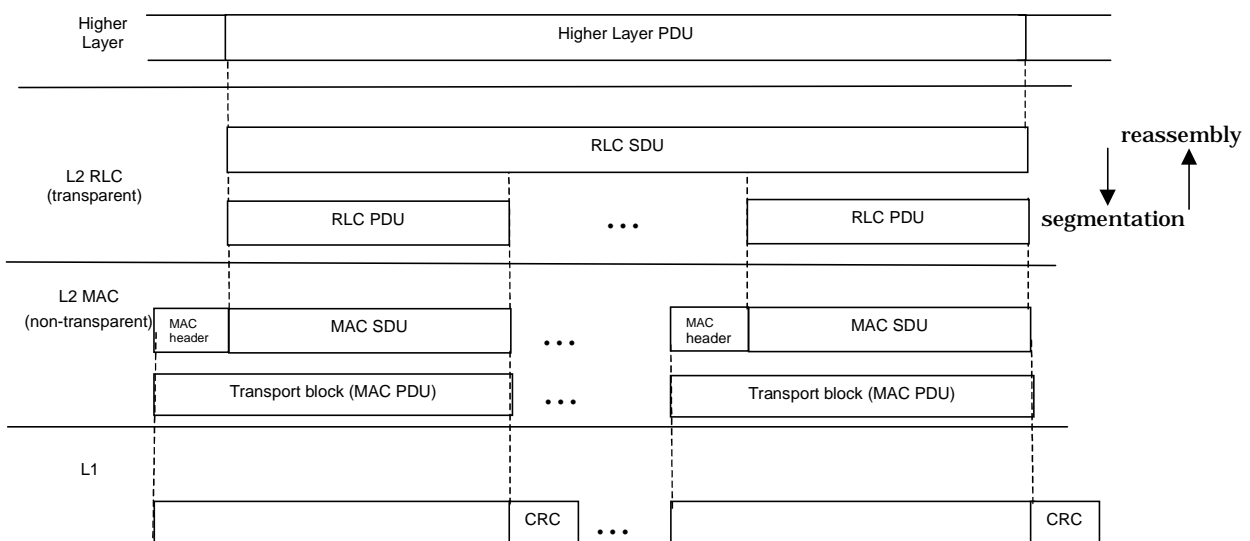 Higher
Layer
Higher Layer PDU
RLC SDU
reassembly
L2 RLC
(transparent)
RLC PDU
...
RLC PDU
segmentation
L2 MAC
(non-transparent)
MAC
header
MAC SDU
...
MAC
header
MAC SDU
Transport block (MAC PDU)
...
Transport block (MAC PDU)
L1
CRC
...
CRC